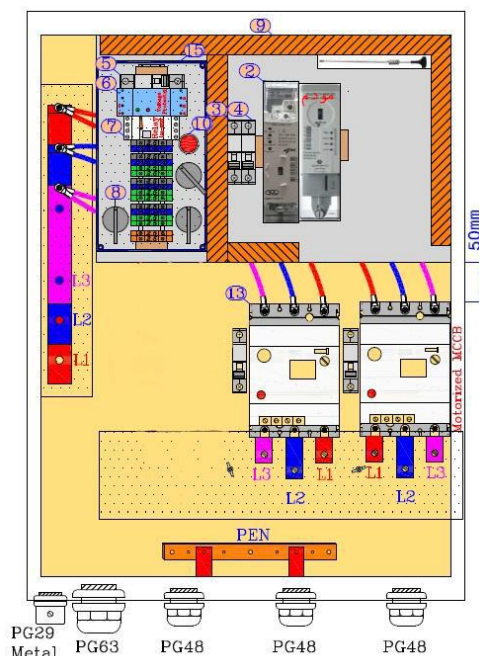 9
5
15
6
2
مودم
3
4
7
10
8
50mm
L3
L2
L1
13
Motorized MCCB
L3
L2
L1
L1
L2
L3
PEN
PG29
Metal
PG63
PG48
PG48
PG48